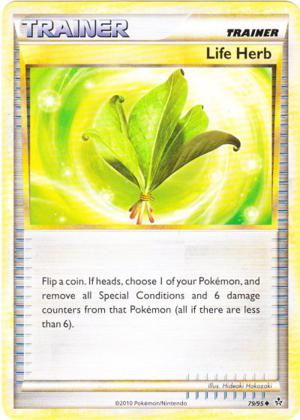 TRAINER
TRAINER
Life Herb
Flip a coin. If heads, choose 1 of your Pokémon, and
remove all Special Conditions and 6 damage
counters from that Pokémon (all if there are less
than 6).
Illus. Hideaki Hakozaki
©2010 Pokémon/Nintendo
79/95